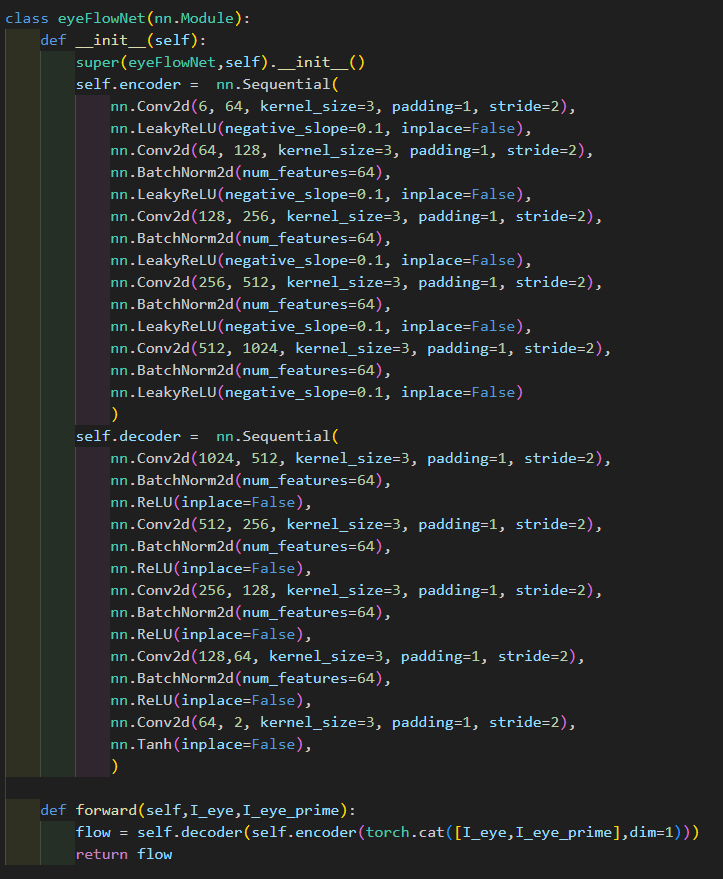 class eyeFlowNet(nn.Module):
    def __init__(self):
        super(eyeFlowNet,self).__init__()
        self.encoder =  nn.Sequential(
            nn.Conv2d(6, 64, kernel_size=3, padding=1, stride=2),
            nn.LeakyReLU(negative_slope=0.1, inplace=False),
            nn.Conv2d(64, 128, kernel_size=3, padding=1, stride=2),
            nn.BatchNorm2d(num_features=64),
            nn.LeakyReLU(negative_slope=0.1, inplace=False),
            nn.Conv2d(128, 256, kernel_size=3, padding=1, stride=2),
            nn.BatchNorm2d(num_features=64),
            nn.LeakyReLU(negative_slope=0.1, inplace=False),
            nn.Conv2d(256, 512, kernel_size=3, padding=1, stride=2),
            nn.BatchNorm2d(num_features=64),
            nn.LeakyReLU(negative_slope=0.1, inplace=False),
            nn.Conv2d(512, 1024, kernel_size=3, padding=1, stride=2),
            nn.BatchNorm2d(num_features=64),
            nn.LeakyReLU(negative_slope=0.1, inplace=False)
            )
        self.decoder =  nn.Sequential(
            nn.Conv2d(1024, 512, kernel_size=3, padding=1, stride=2),
            nn.BatchNorm2d(num_features=64),
            nn.ReLU(inplace=False),
            nn.Conv2d(512, 256, kernel_size=3, padding=1, stride=2),
            nn.BatchNorm2d(num_features=64),
            nn.ReLU(inplace=False),
            nn.Conv2d(256, 128, kernel_size=3, padding=1, stride=2),
            nn.BatchNorm2d(num_features=64),
            nn.ReLU(inplace=False),
            nn.Conv2d(128,64, kernel_size=3, padding=1, stride=2),
            nn.BatchNorm2d(num_features=64),
            nn.ReLU(inplace=False),
            nn.Conv2d(64, 2, kernel_size=3, padding=1, stride=2),
            nn.Tanh(inplace=False),
            )

    def forward(self,I_eye,I_eye_prime):
        flow = self.decoder(self.encoder(torch.cat([I_eye,I_eye_prime],dim=1)))
        return flow